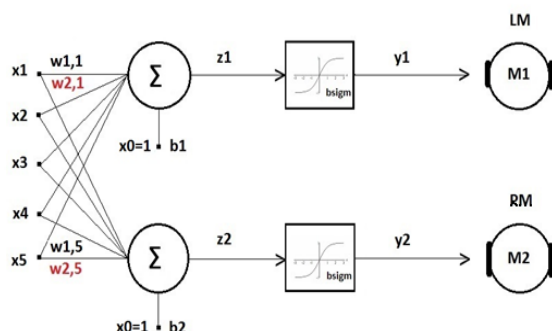 LM
w1,1
z1
y1
x1
Σ
M1
w2,1
bsigm
x2
x0=1
b1
x3
RM
x4
w1,5
z2
y2
x5
Σ
M2
w2,5
bsigm
x0=1
b2